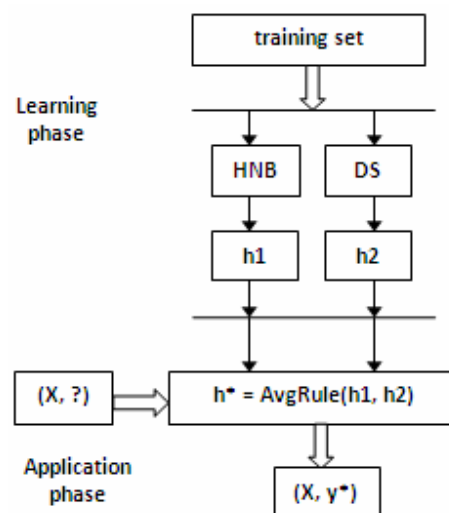 training set
Learning
phase
HNB
DS
h1
h2
(X, ?)
h* = AvgRule(h1, h2)
Application
phase
(X, y*)